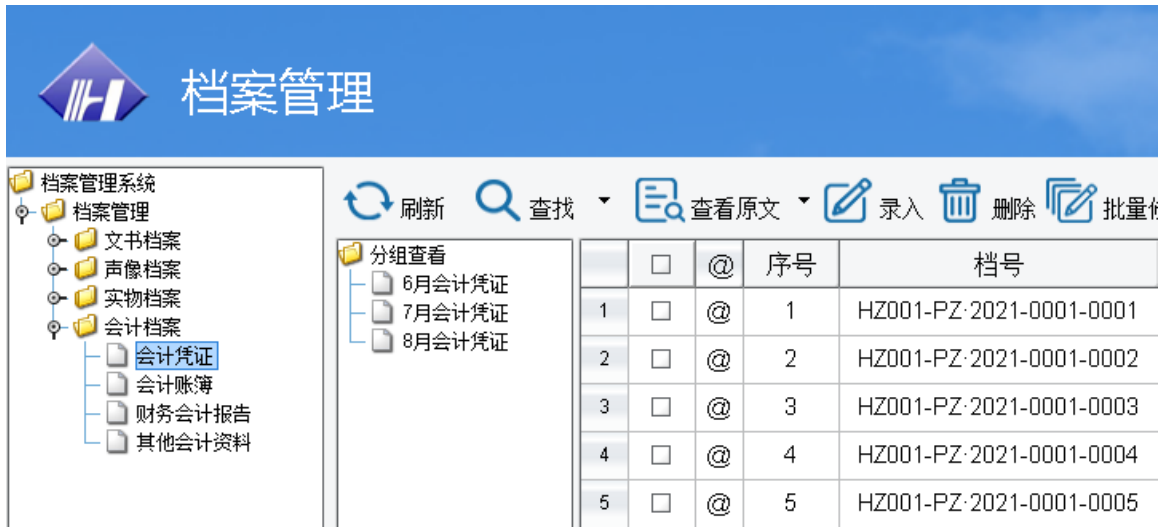 档案管理
档案管理系统
档案管理
文书档案
声像档案
实物档案
会计档案
会计凭证
会计账簿
财务会计报告
其他会计资料
刷新 查找 查看原文 录入 删除 批量
分组查看
6月会计凭证
7月会计凭证
8月会计凭证
@ 序号 档号
1 @ 1 HZ001-PZ·2021-0001-0001
2 @ 2 HZ001-PZ·2021-0001-0002
3 @ 3 HZ001-PZ·2021-0001-0003
4 @ 4 HZ001-PZ·2021-0001-0004
5 @ 5 HZ001-PZ·2021-0001-0005